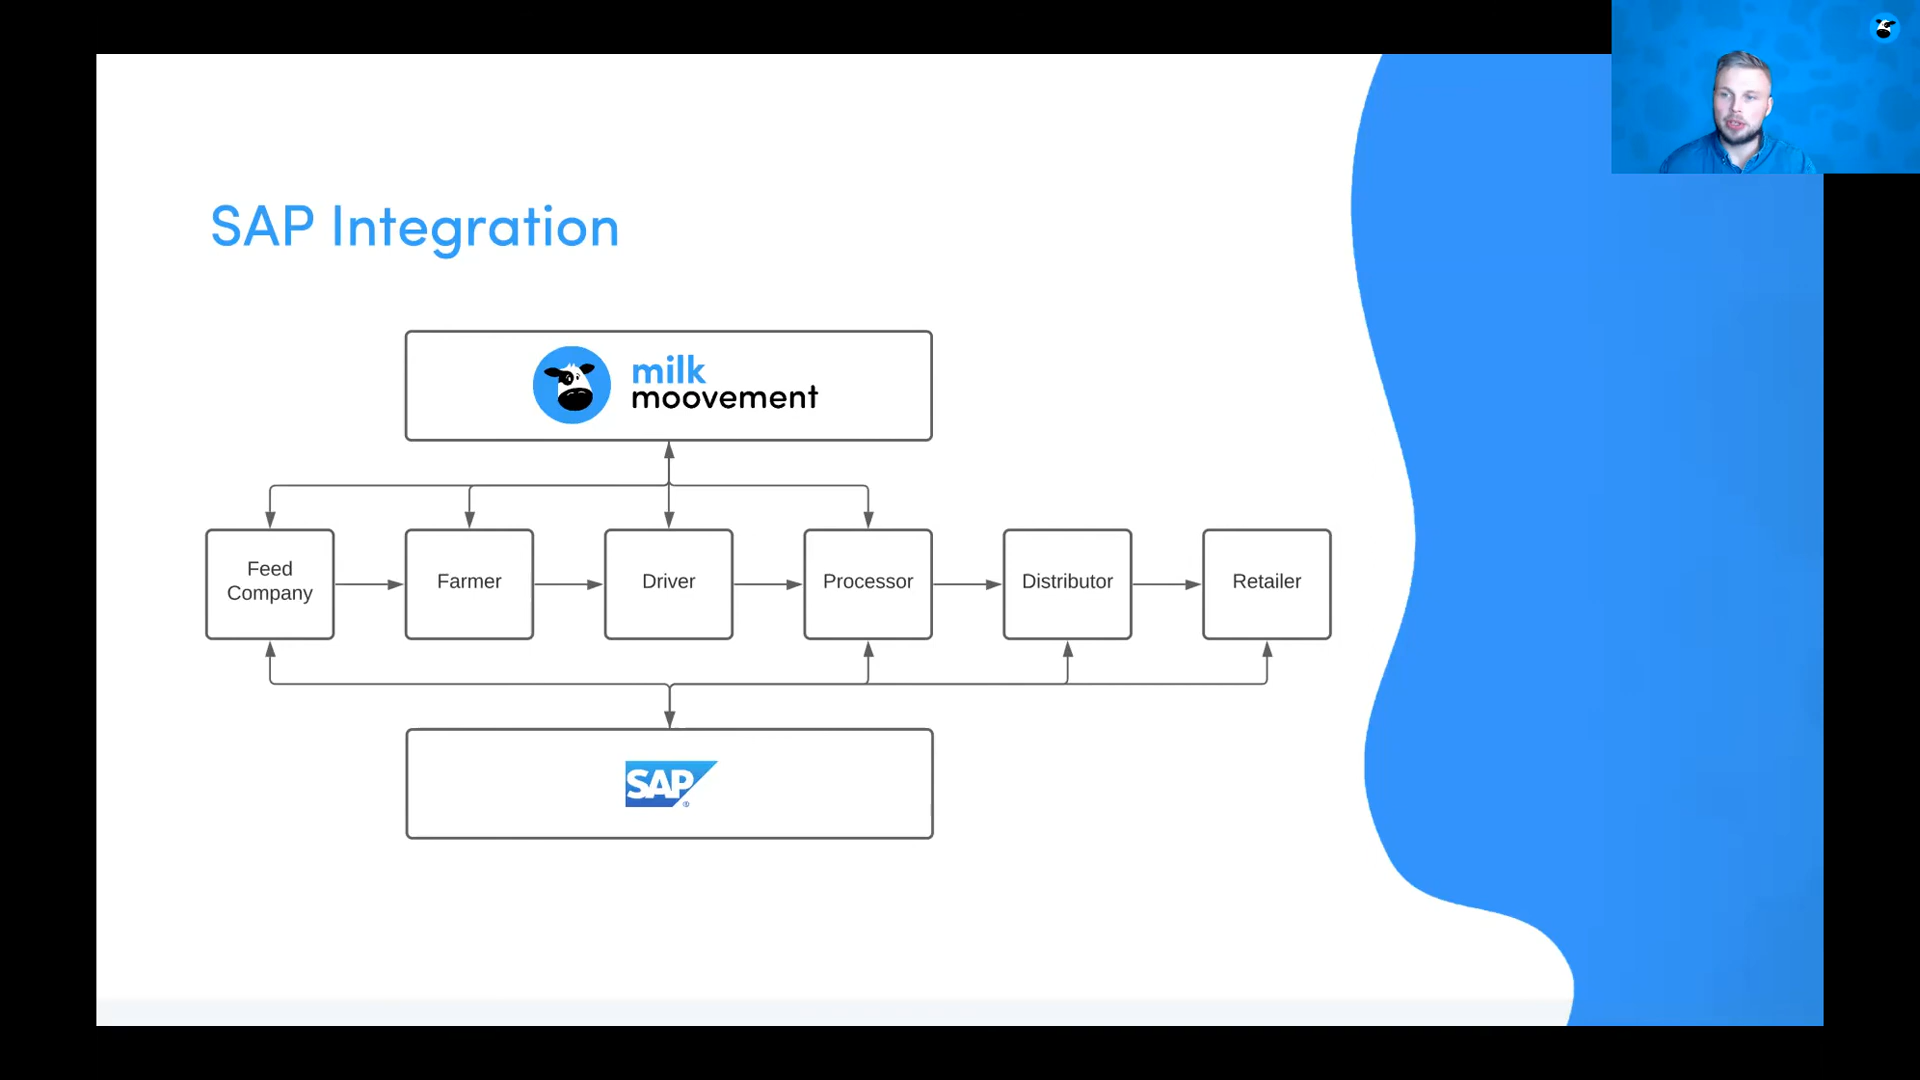 SAP Integration
milk
moovement
Feed
Company
Farmer
Driver
Processor
Distributor
Retailer
SAP
®